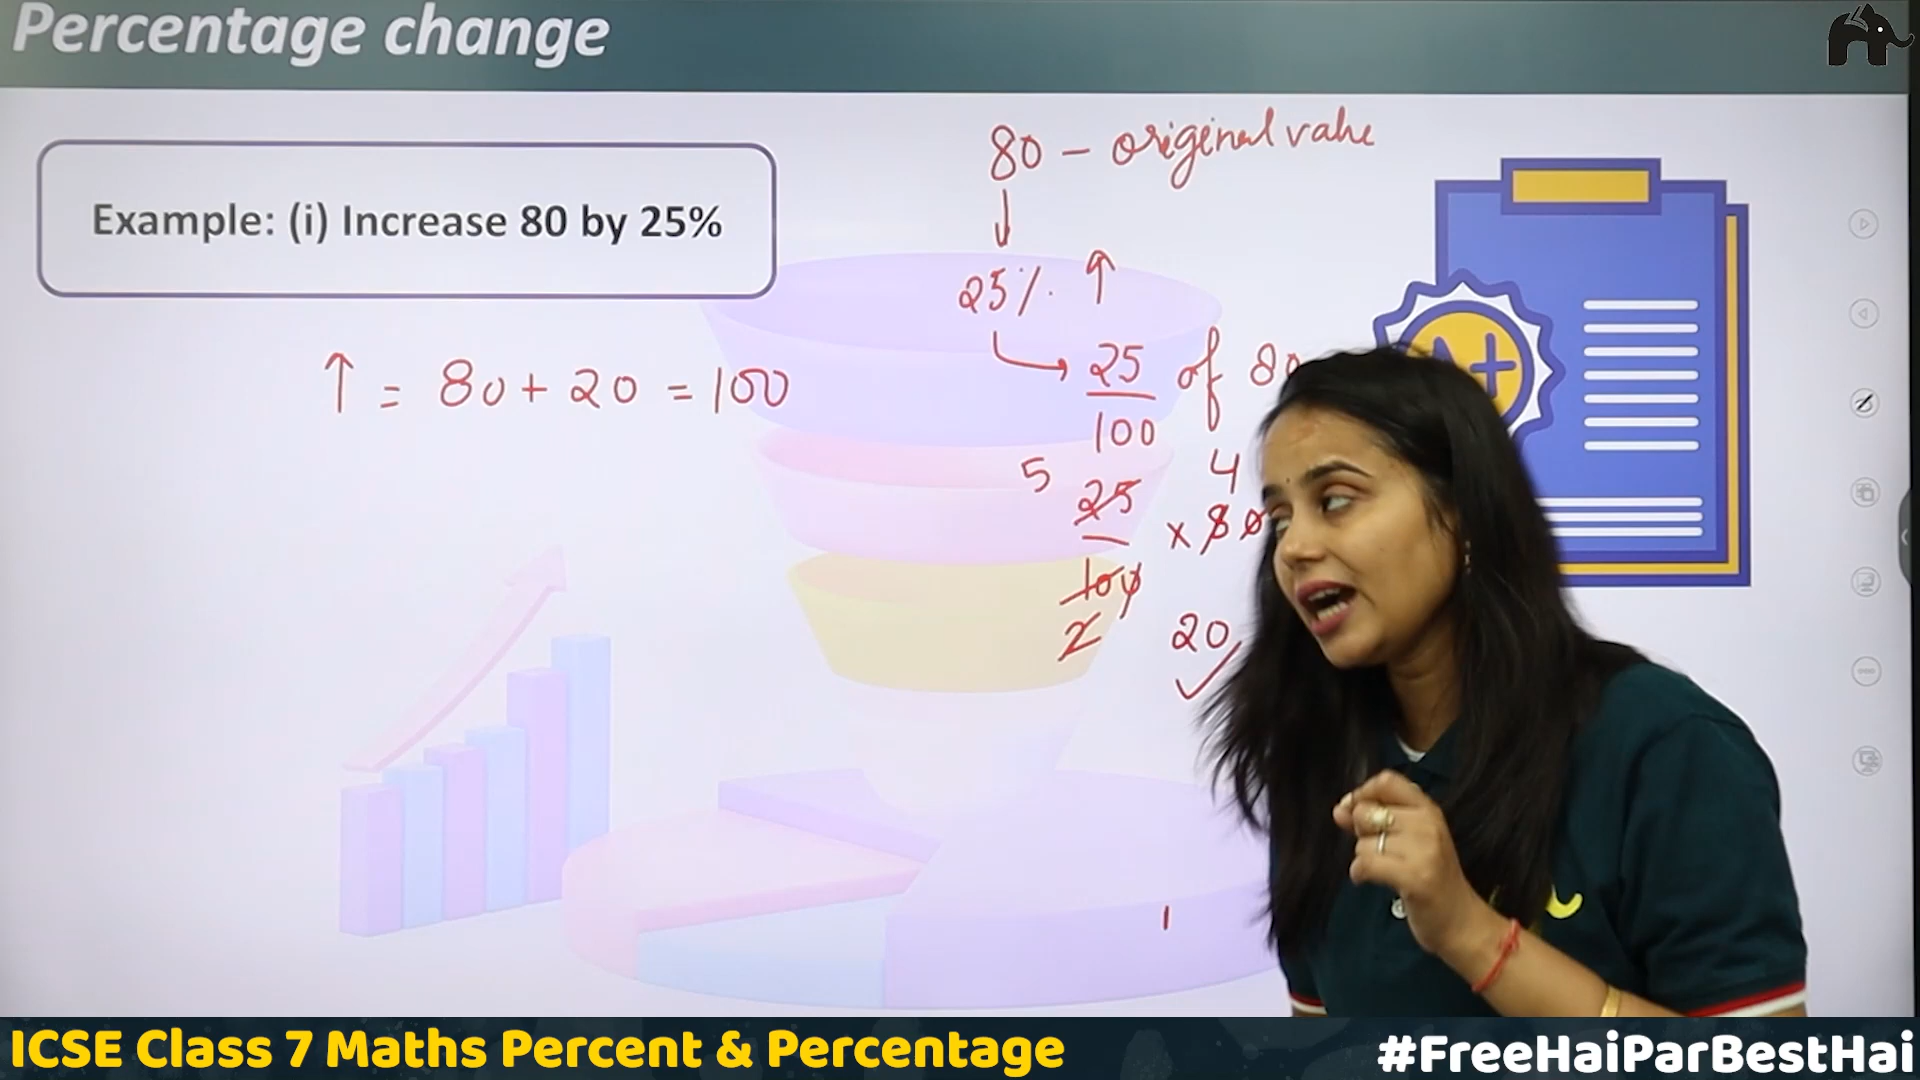 Percentage change
Example: (i) Increase 80 by 25%
80 - original value
25% ↑
25 of 80
100
↑ = 80 + 20 = 100
5 4
25 × 80
100
2
20 ✓
A+
ICSE Class 7 Maths Percent & Percentage
#FreeHaiParBestHai